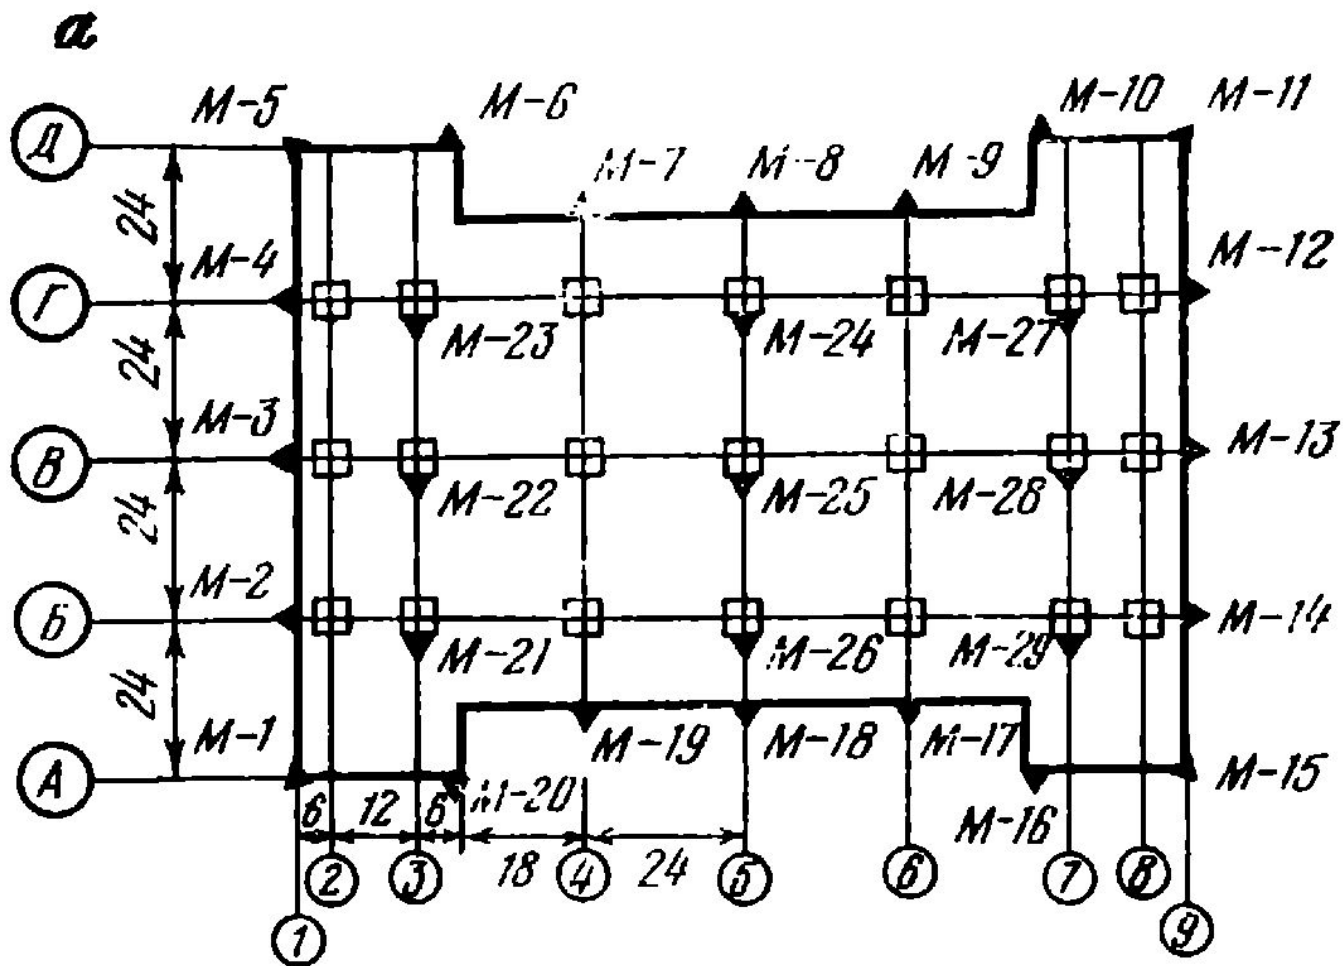 а
М-5 М-6 М-10 М-11
Д
М-7 М-8 М-9
24
М-4 М-12
Г
М-23 М-24 М-27
24
М-3 М-13
В
М-22 М-25 М-28
24
М-2
Б М-14
М-21 М-26 М-29
24
М-1 М-19 М-18 М-17
А М-15
М-20
6 12 6 М-16
18 24
2 3 4 5 6 7 8
1 9